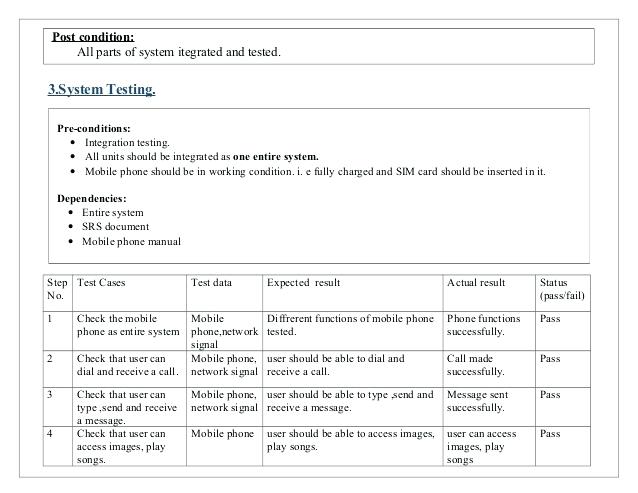 Post condition:
All parts of system itegrated and tested.
3.System Testing.
Pre-conditions:
• Integration testing.
• All units should be integrated as one entire system.
• Mobile phone should be in working condition. i. e fully charged and SIM card should be inserted in it.
Dependencies:
• Entire system
• SRS document
• Mobile phone manual
Step No. Test Cases Test data Expected result Actual result Status (pass/fail)
1 Check the mobile phone as entire system Mobile phone,network signal Diffrerent functions of mobile phone tested. Phone functions successfully. Pass
2 Check that user can dial and receive a call. Mobile phone, network signal user should be able to dial and receive a call. Call made successfully. Pass
3 Check that user can type ,send and receive a message. Mobile phone, network signal user should be able to type ,send and receive a message. Message sent successfully. Pass
4 Check that user can access images, play songs. Mobile phone user should be able to access images, play songs. user can access images, play songs Pass